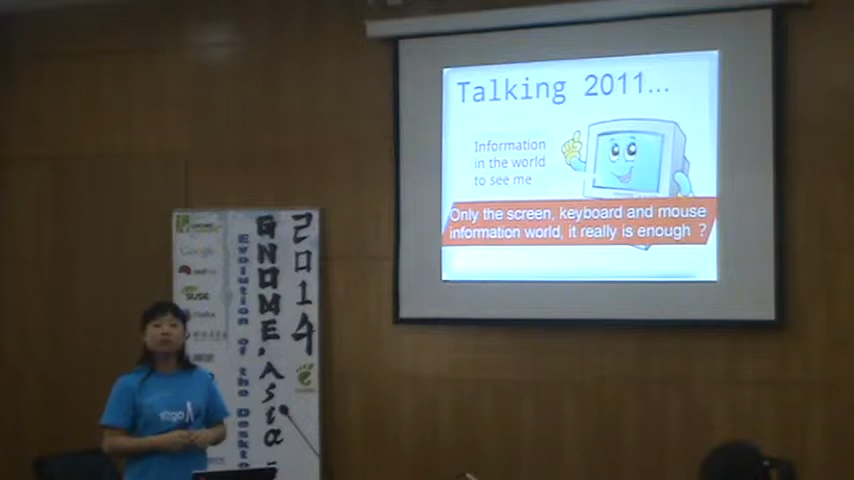 Talking 2011...
Information
in the world
to see me
Only the screen, keyboard and mouse
information world, it really is enough ?
2014
GNOME,Asia
Evolution of the Deskto
Google
SUSE